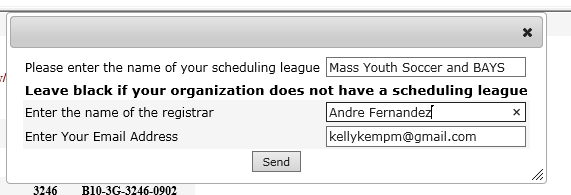 Please enter the name of your scheduling league Mass Youth Soccer and BAYS
Leave black if your organization does not have a scheduling league
Enter the name of the registrar Andre Fernandez
Enter Your Email Address kellykempm@gmail.com
Send
3246 B10-3G-3246-0902